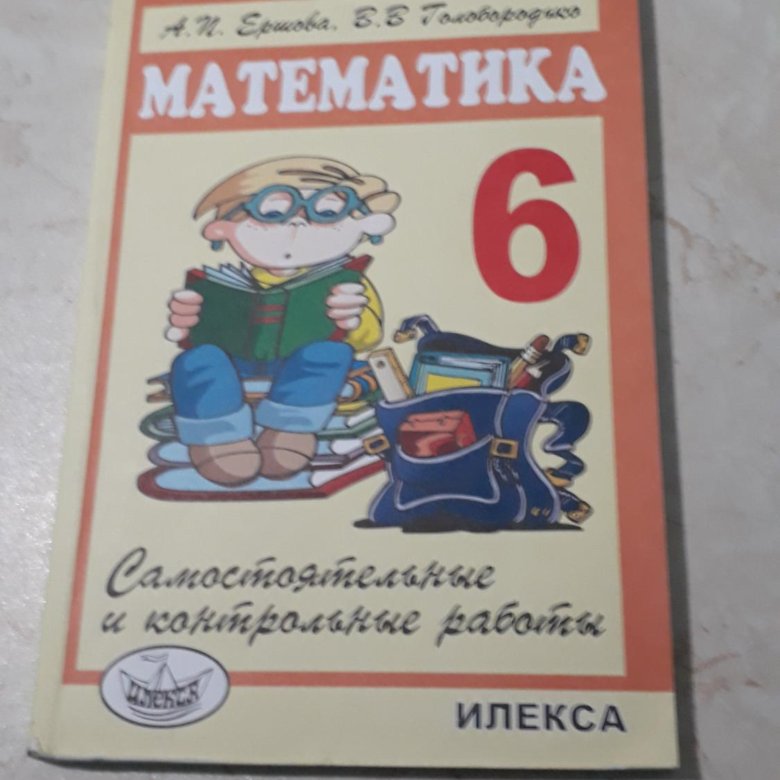 А.П. Ершова, В.В Голобородько
МАТЕМАТИКА
6
Самостоятельные
и контрольные работы
ИЛЕКСА
ИЛЕКСА